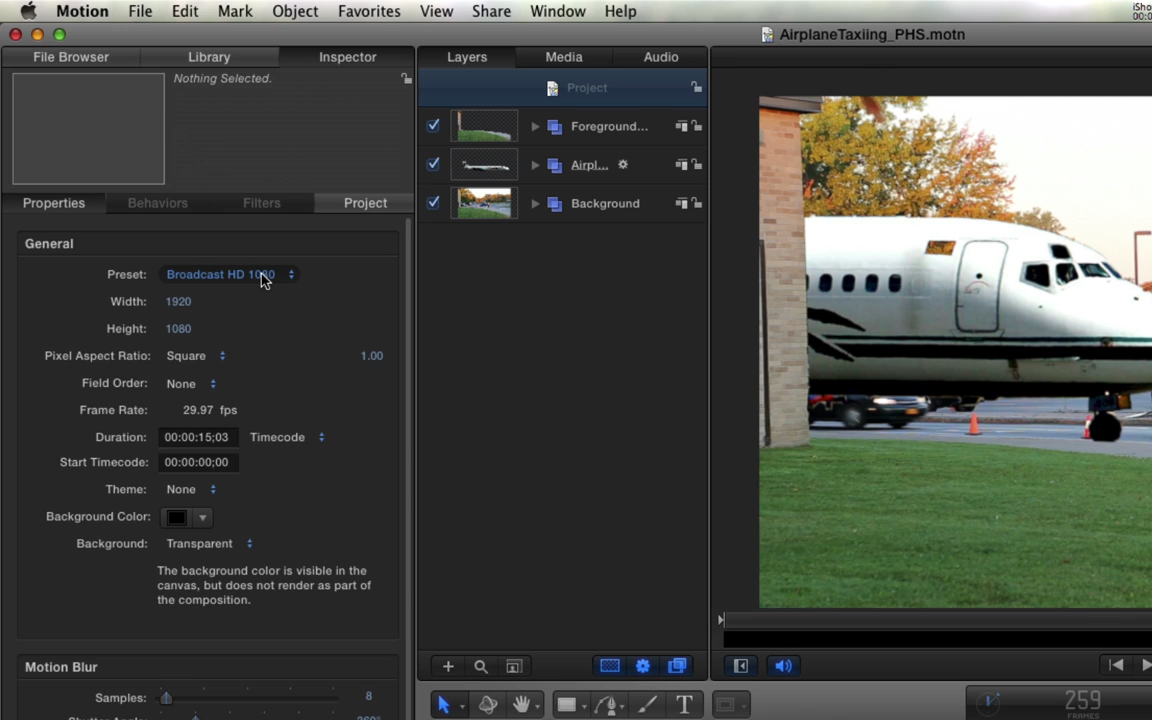 Motion File Edit Mark Object Favorites View Share Window Help
AirplaneTaxiing_PHS.motn
File Browser Library Inspector
Layers Media Audio
Nothing Selected.
Project
Foreground...
Airpl...
Background
Properties Behaviors Filters Project
General
Preset: Broadcast HD 1080
Width: 1920
Height: 1080
Pixel Aspect Ratio: Square 1.00
Field Order: None
Frame Rate: 29.97 fps
Duration: 00:00:15;03 Timecode
Start Timecode: 00:00:00;00
Theme: None
Background Color:
Background: Transparent
The background color is visible in the
canvas, but does not render as part of
the composition.
Motion Blur
Samples: 8
T
259
FRAMES